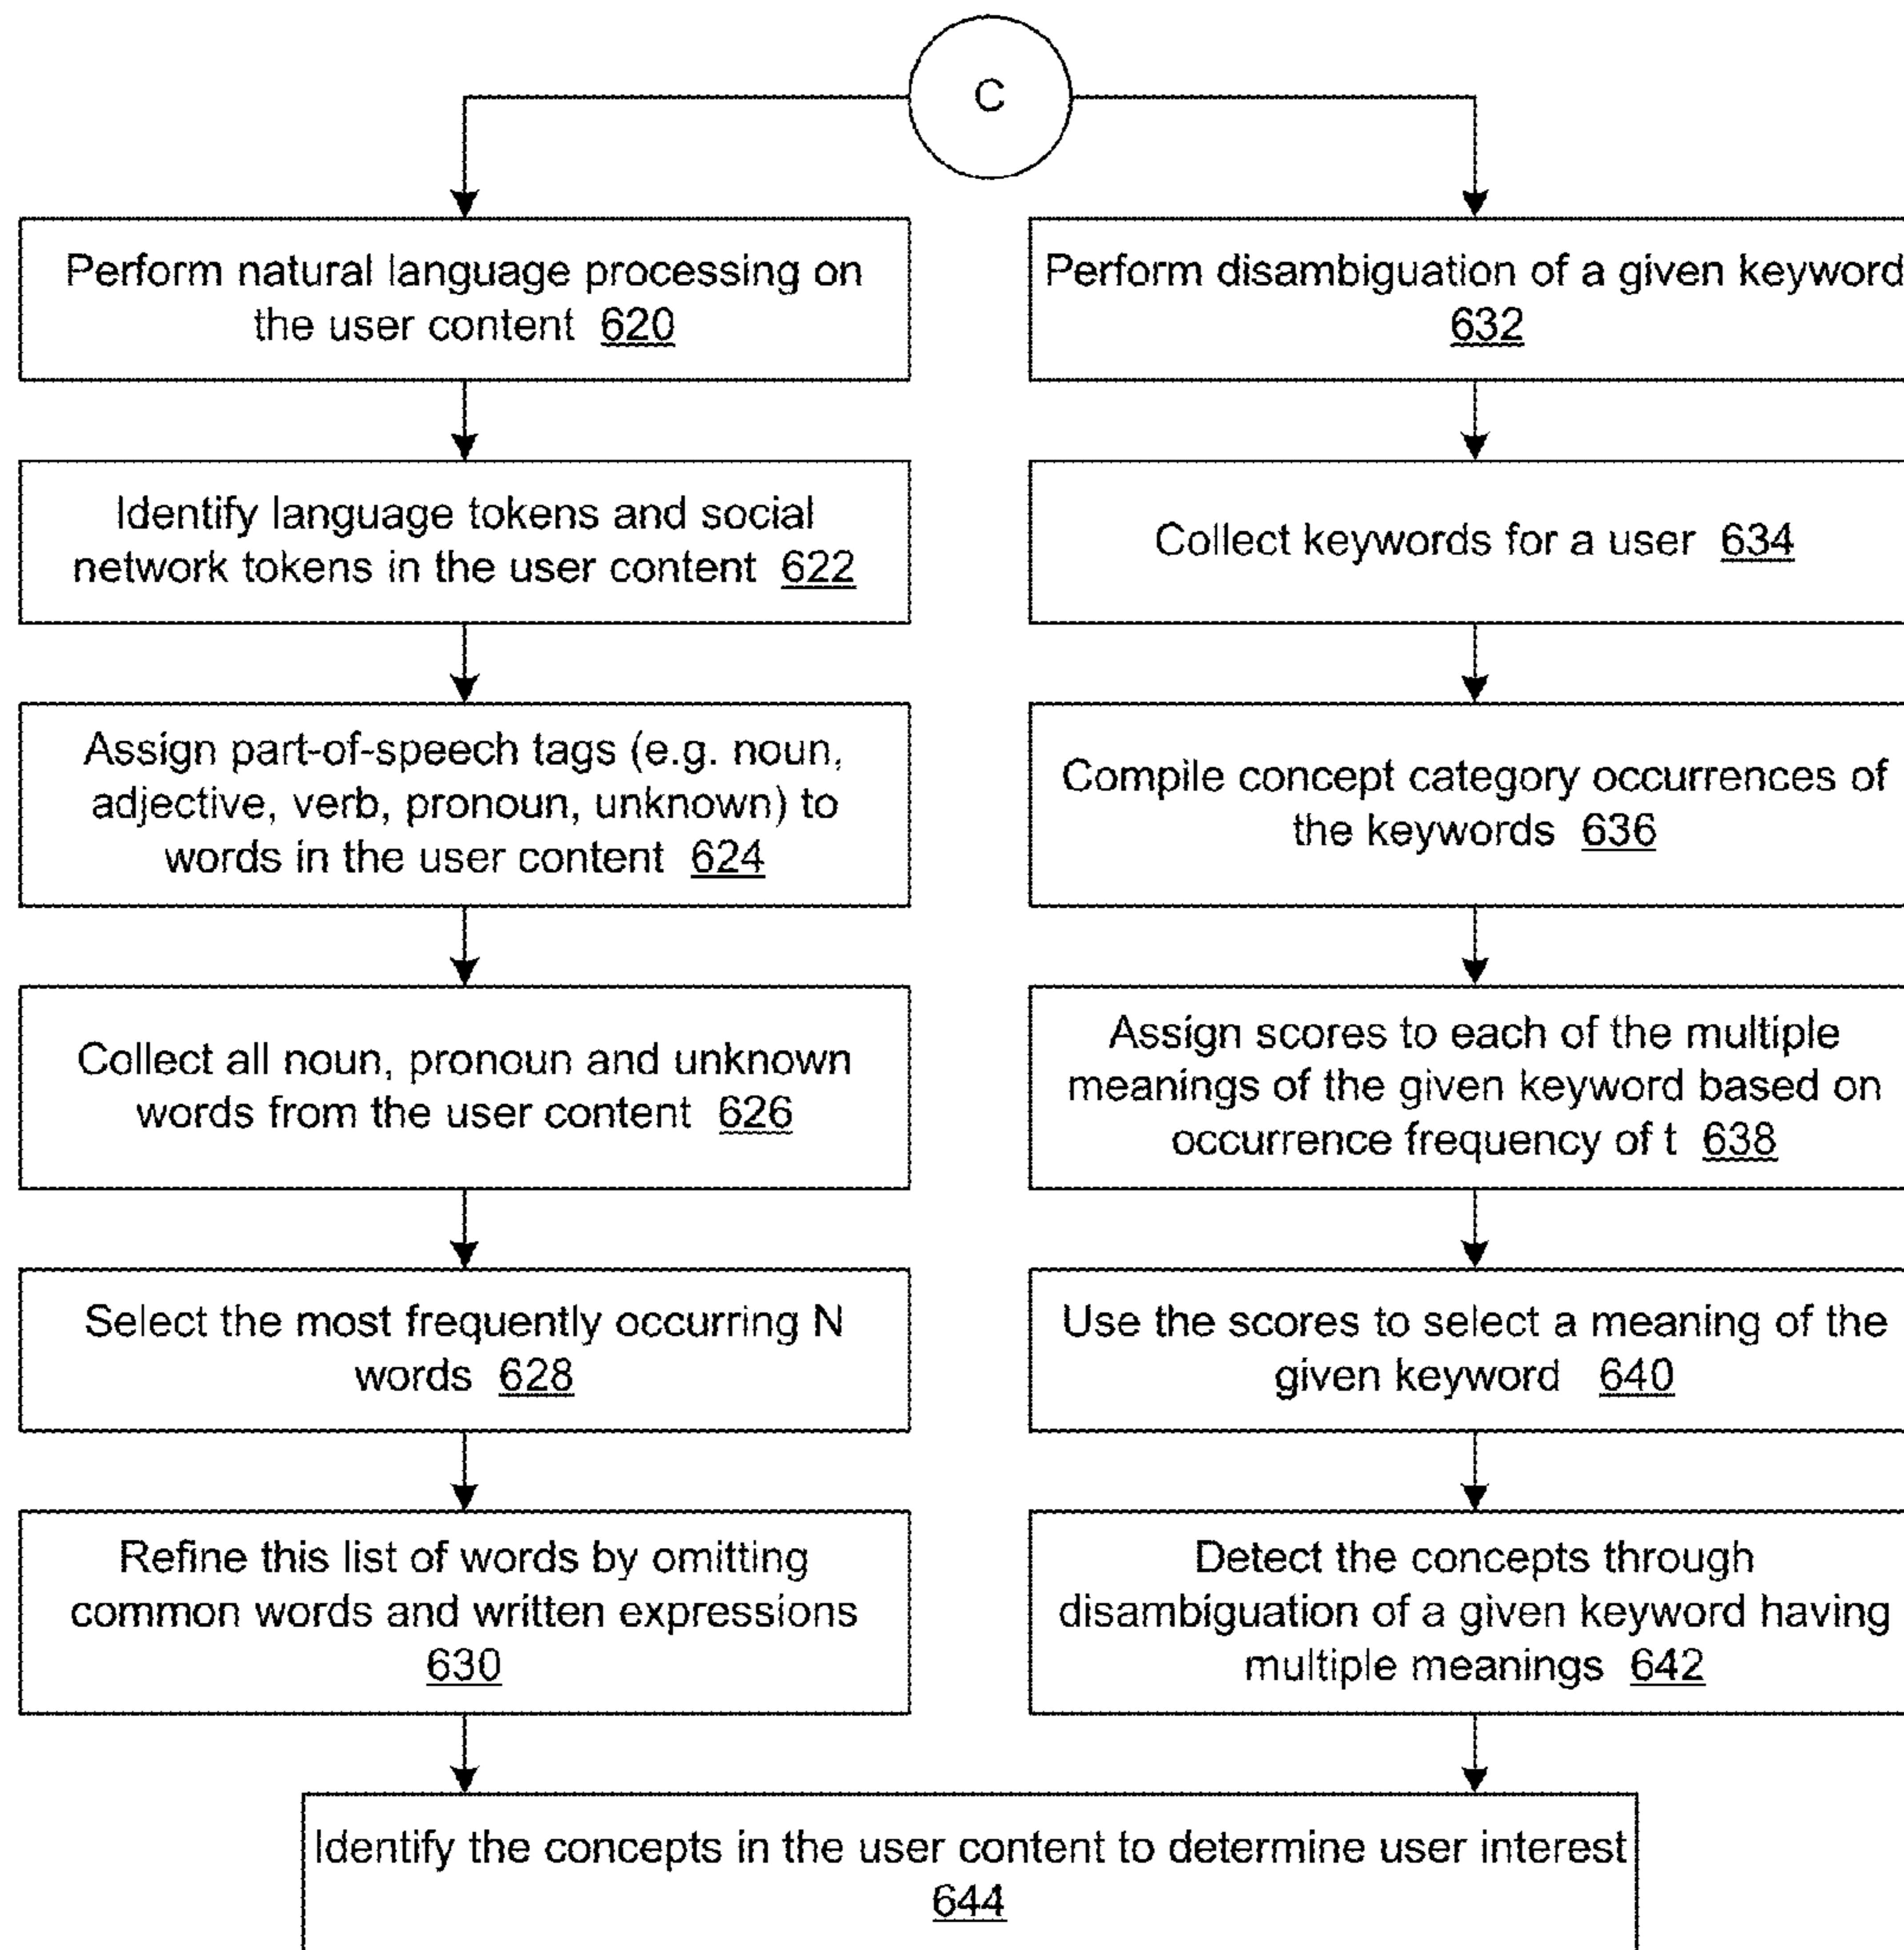 C
Perform natural language processing on
the user content 620
Identify language tokens and social
network tokens in the user content 622
Assign part-of-speech tags (e.g. noun,
adjective, verb, pronoun, unknown) to
words in the user content 624
Collect all noun, pronoun and unknown
words from the user content 626
Select the most frequently occurring N
words 628
Refine this list of words by omitting
common words and written expressions
630
Perform disambiguation of a given keyword
632
Collect keywords for a user 634
Compile concept category occurrences of
the keywords 636
Assign scores to each of the multiple
meanings of the given keyword based on
occurrence frequency of t 638
Use the scores to select a meaning of the
given keyword 640
Detect the concepts through
disambiguation of a given keyword having
multiple meanings 642
Identify the concepts in the user content to determine user interest
644